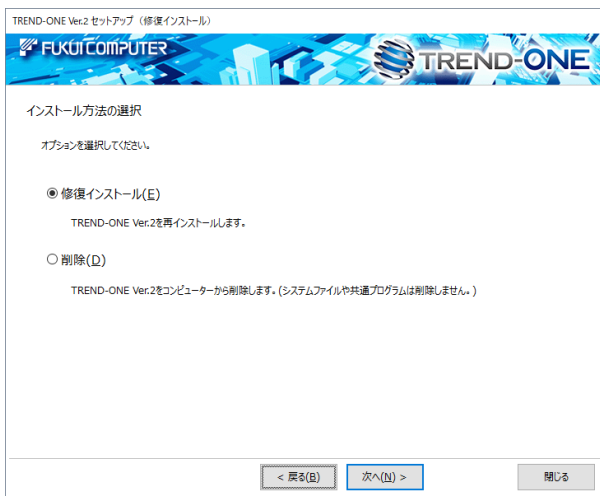 TREND-ONE Ver.2 セットアップ（修復インストール）
FUKUI COMPUTER
TREND-ONE
インストール方法の選択
オプションを選択してください。
修復インストール(E)
TREND-ONE Ver.2を再インストールします。
削除(D)
TREND-ONE Ver.2をコンピューターから削除します。(システムファイルや共通プログラムは削除しません。)
< 戻る(B)
次へ(N) >
閉じる